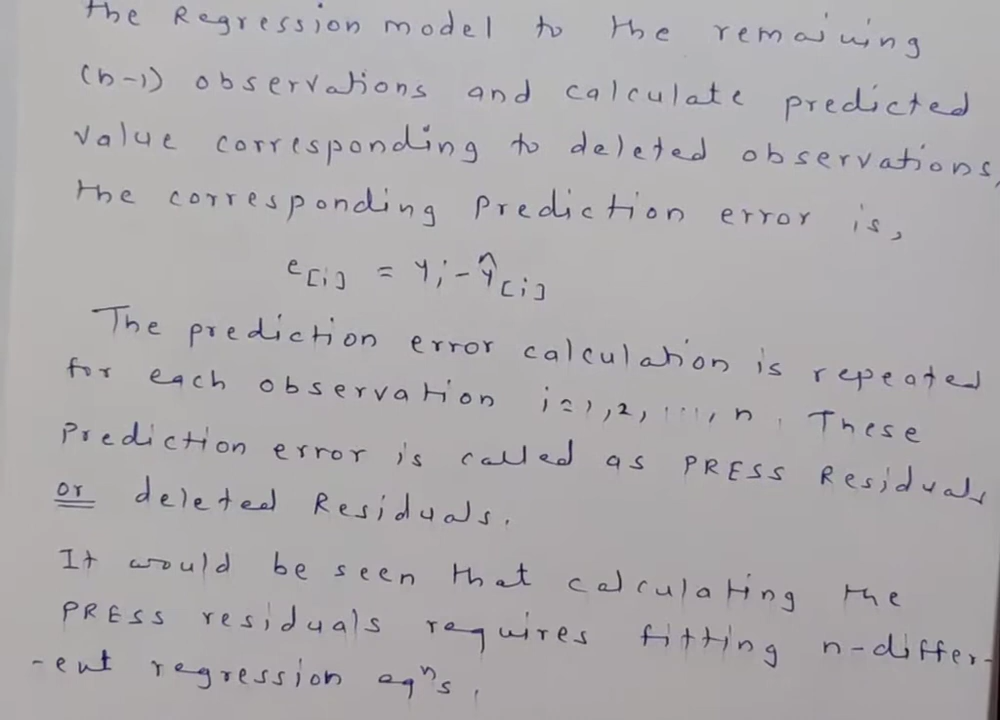 the Regression model to the remaining
(n-1) observations and calculate predicted
value corresponding to deleted observations,
the corresponding prediction error is,
e[i] = yi - ŷ[i]
The prediction error calculation is repeated
for each observation i=1,2,...,n. These
Prediction error is called as PRESS Residuals
or deleted Residuals.
It would be seen that calculating the
PRESS residuals requires fitting n-differ-
-ent regression eqⁿs.